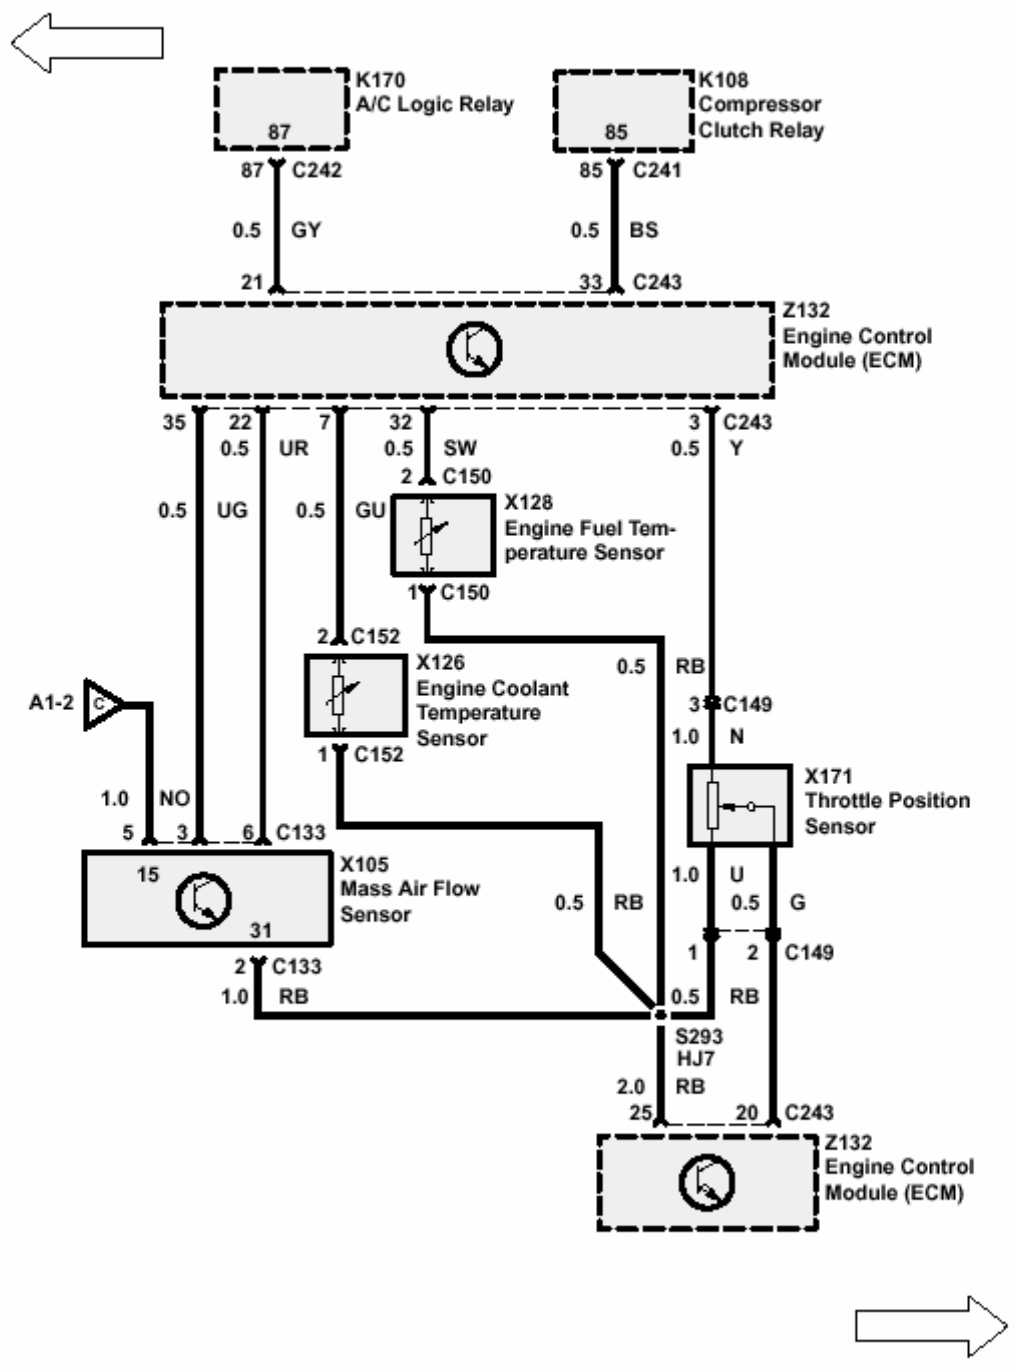 K170
A/C Logic Relay
87
K108
Compressor
Clutch Relay
85
87 C242
85 C241
0.5 GY
0.5 BS
21
33 C243
Z132
Engine Control
Module (ECM)
35 22 7 32 3 C243
0.5 UR
0.5 SW
0.5 Y
2 C150
0.5 UG
0.5 GU
X128
Engine Fuel Tem-
perature Sensor
1 C150
2 C152
0.5 RB
X126
Engine Coolant
Temperature
Sensor
A1-2 C
3 C149
1.0 N
1 C152
X171
Throttle Position
Sensor
1.0 NO
5 3 6 C133
X105
Mass Air Flow
Sensor
15
31
1.0 U
0.5 G
0.5 RB
1 2 C149
2 C133
1.0 RB
0.5 RB
S293
HJ7
2.0 RB
25 20 C243
Z132
Engine Control
Module (ECM)